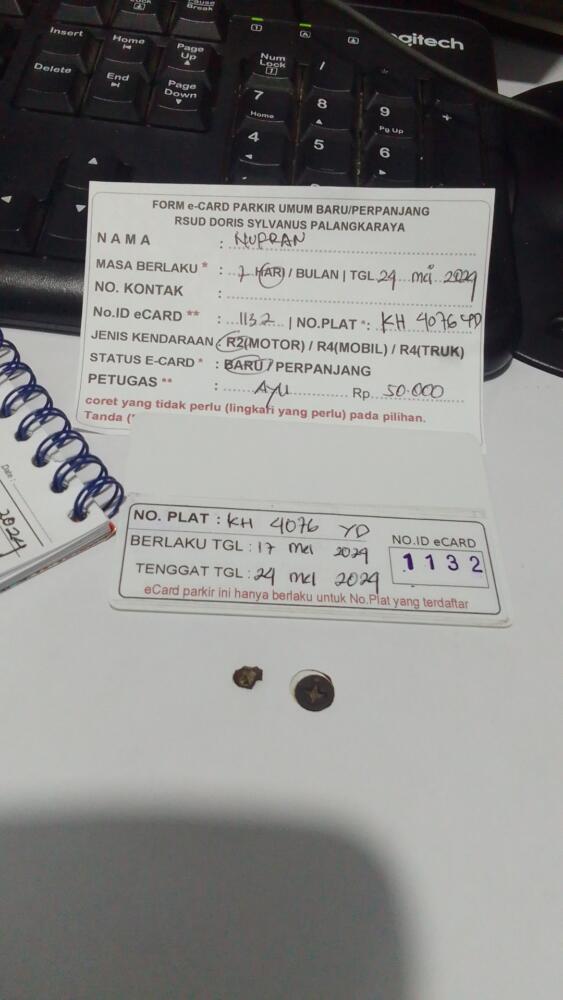 Pause
Break
Insert
Home
Page
Up
Delete
End
Page
Down
Num
Lock
/
7
Home
8
9
Pg Up
+
4
5
6
FORM e-CARD PARKIR UMUM BARU/PERPANJANG
RSUD DORIS SYLVANUS PALANGKARAYA
NAMA : NUPRAN
MASA BERLAKU * : 7 HARI / BULAN | TGL 24 mei 2024
NO. KONTAK :
No.ID eCARD ** : 1132 | NO.PLAT *: KH 4076 YD
JENIS KENDARAAN : R2(MOTOR) / R4(MOBIL) / R4(TRUK)
STATUS E-CARD * : BARU / PERPANJANG
PETUGAS ** : AYU Rp. 50.000
coret yang tidak perlu (lingkari yang perlu) pada pilihan.
Tanda (
Date:
2024
NO. PLAT : KH 4076 YD
BERLAKU TGL : 17 mei 2024
NO.ID eCARD
1132
TENGGAT TGL : 24 mei 2024
eCard parkir ini hanya berlaku untuk No.Plat yang terdaftar